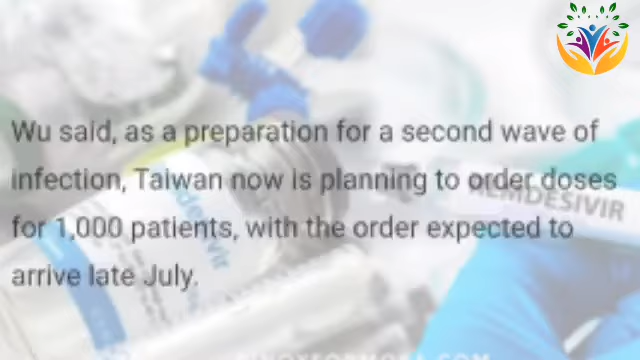 Wu said, as a preparation for a second wave of
infection, Taiwan now is planning to order doses
for 1,000 patients, with the order expected to
arrive late July.
REMDESIVIR